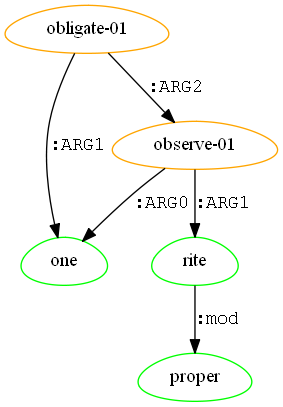 obligate-01
:ARG2
observe-01
:ARG1
:ARG0 :ARG1
one rite
:mod
proper